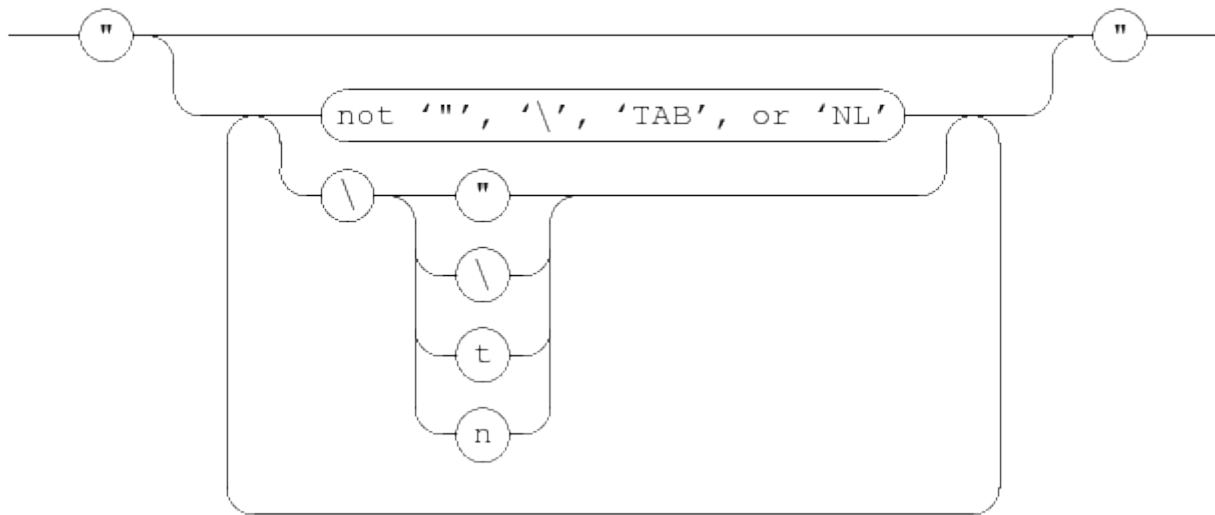 " "
not ‘"’, ‘\’, ‘TAB’, or ‘NL’
\ "
\
t
n